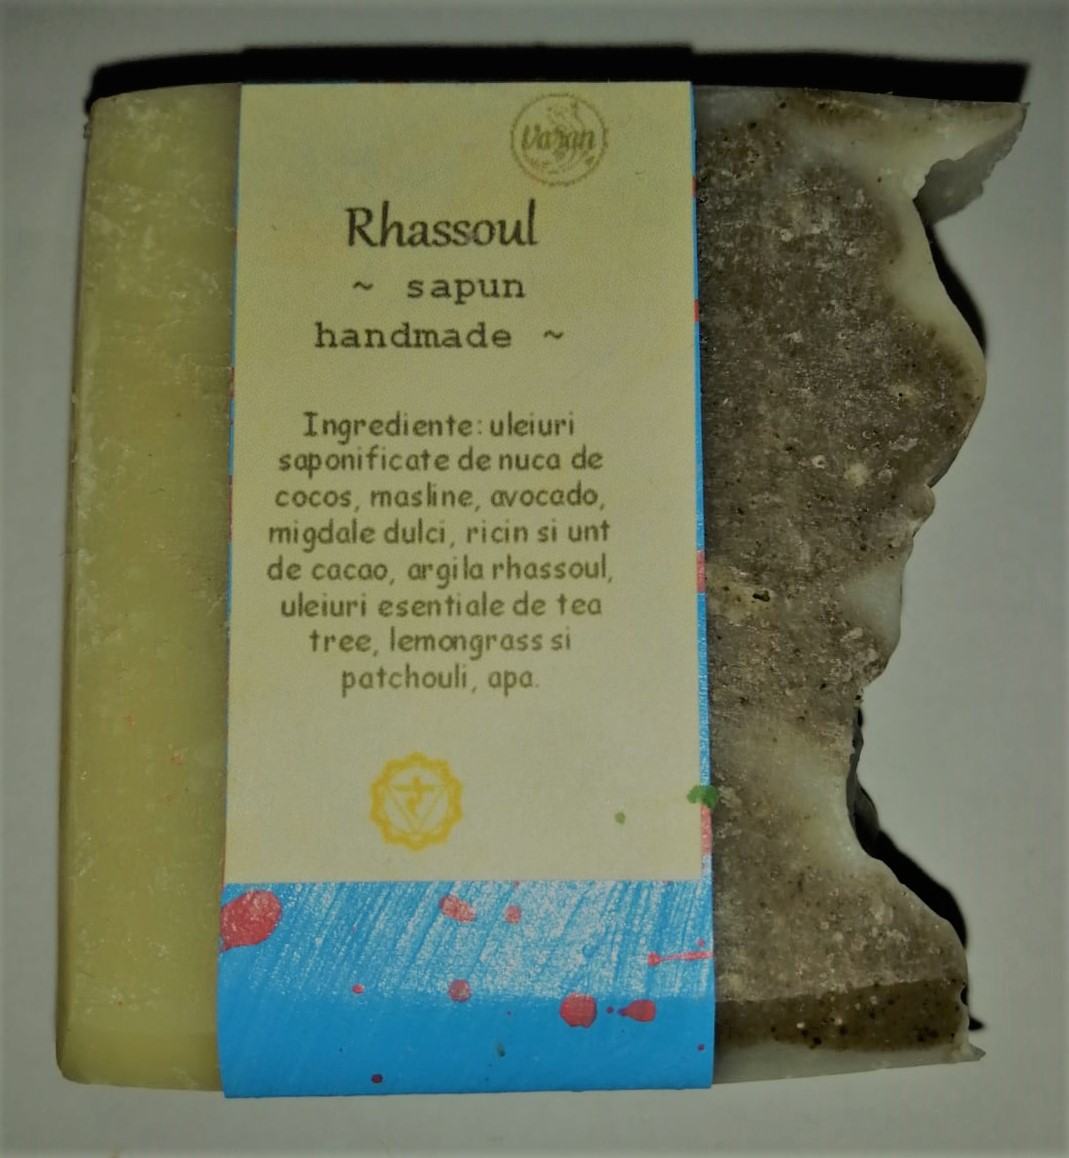 Varan
Rhassoul
~ sapun
handmade ~
Ingrediente: uleiuri
saponificate de nuca de
cocos, masline, avocado,
migdale dulci, ricin si unt
de cacao, argila rhassoul,
uleiuri esentiale de tea
tree, lemongrass si
patchouli, apa.